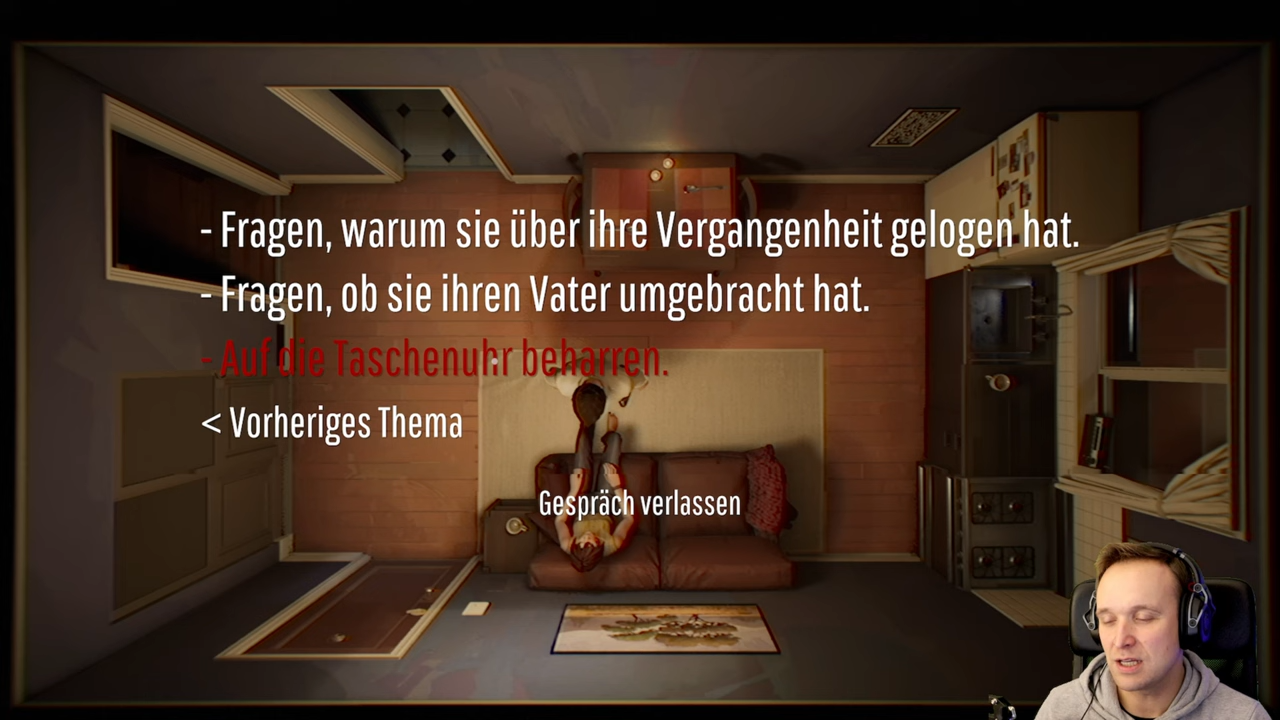 - Fragen, warum sie über ihre Vergangenheit gelogen hat.
- Fragen, ob sie ihren Vater umgebracht hat.
- Auf die Taschenuhr beharren.
< Vorheriges Thema
Gespräch verlassen